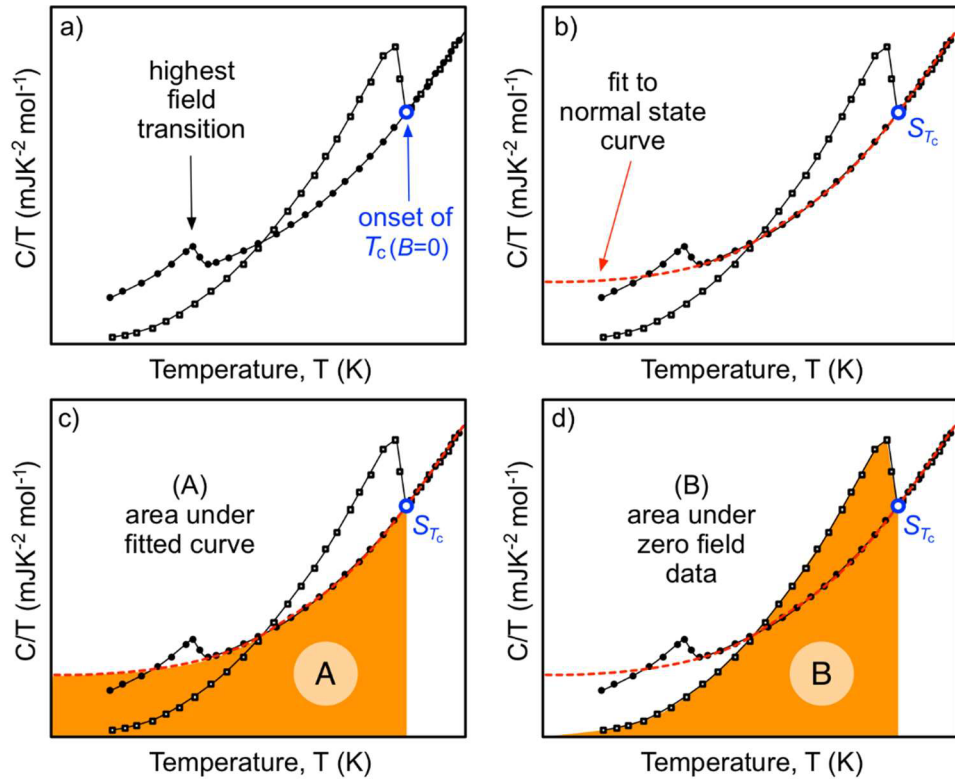 a)
highest
field
transition
onset of
Tc(B=0)
C/T (mJK⁻² mol⁻¹)
Temperature, T (K)
b)
fit to
normal state
curve
STc
C/T (mJK⁻² mol⁻¹)
Temperature, T (K)
c)
(A)
area under
fitted curve
STc
A
C/T (mJK⁻² mol⁻¹)
Temperature, T (K)
d)
(B)
area under
zero field
data
STc
B
C/T (mJK⁻² mol⁻¹)
Temperature, T (K)